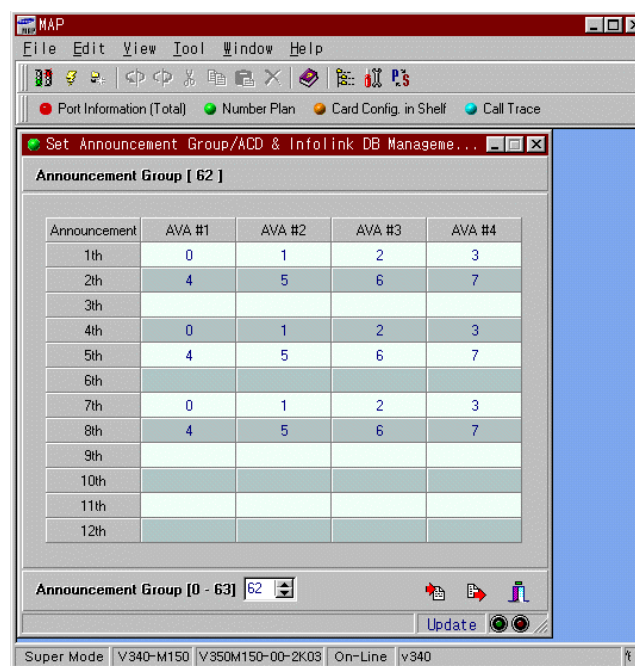 MAP
File Edit View Tool Window Help
Port Information (Total) Number Plan Card Config. in Shelf Call Trace
Set Announcement Group/ACD & Infolink DB Manageme...
Announcement Group [ 62 ]
Announcement AVA #1 AVA #2 AVA #3 AVA #4
1th 0 1 2 3
2th 4 5 6 7
3th
4th 0 1 2 3
5th 4 5 6 7
6th
7th 0 1 2 3
8th 4 5 6 7
9th
10th
11th
12th
Announcement Group [0 - 63] 62
Update
Super Mode V340-M150 V350M150-00-2K03 On-Line v340